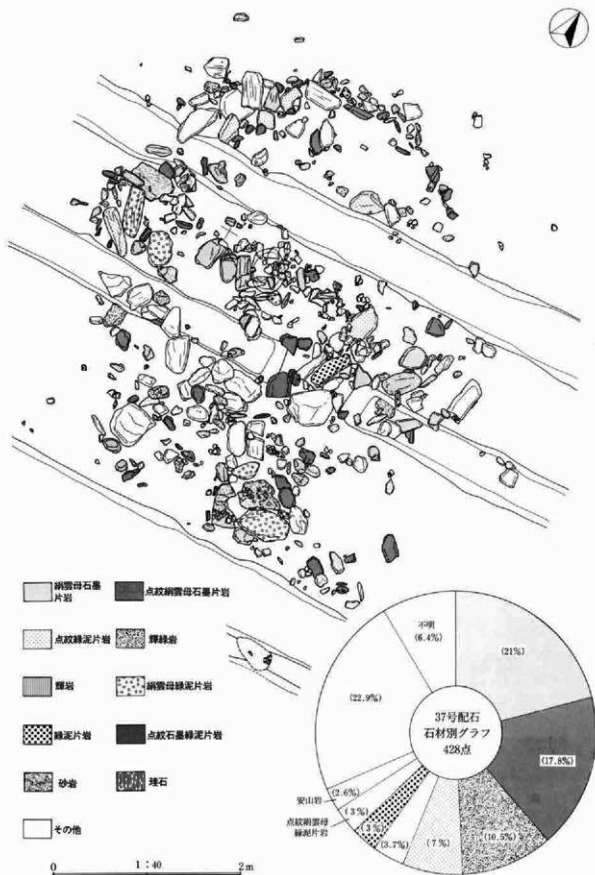 絹雲母石墨
片岩
点紋絹雲母石墨片岩
点紋緑泥片岩
輝緑岩
輝岩
絹雲母緑泥片岩
緑泥片岩
点紋石墨緑泥片岩
砂岩
珪石
その他
0 1:40 2m
不明
(6.4%)
(21%)
(22.9%)
37号配石
石材別グラフ
428点
(17.8%)
(2.6%)
安山岩
(3%)
点紋絹雲母
緑泥片岩
(3%)
(3.7%)
(7%)
(10.5%)